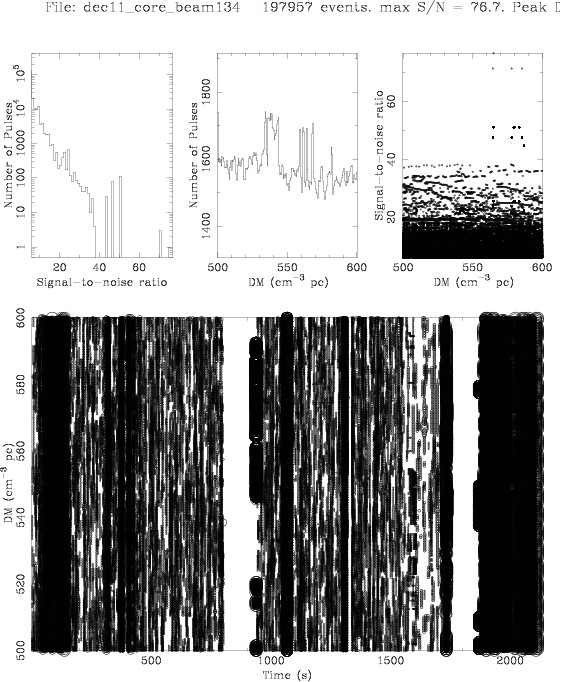 File: dec11_core_beam134 197957 events. max S/N = 76.7. Peak D
Number of Pulses
1 10 100 1000 10^4 10^5
20 40 60
Signal-to-noise ratio
Number of Pulses
1400 1600 1800
500 550 600
DM (cm^-3 pc)
Signal-to-noise ratio
20 40 60
500 550 600
DM (cm^-3 pc)
DM (cm^-3 pc)
500 520 540 560 580 600
500 1000 1500 2000
Time (s)